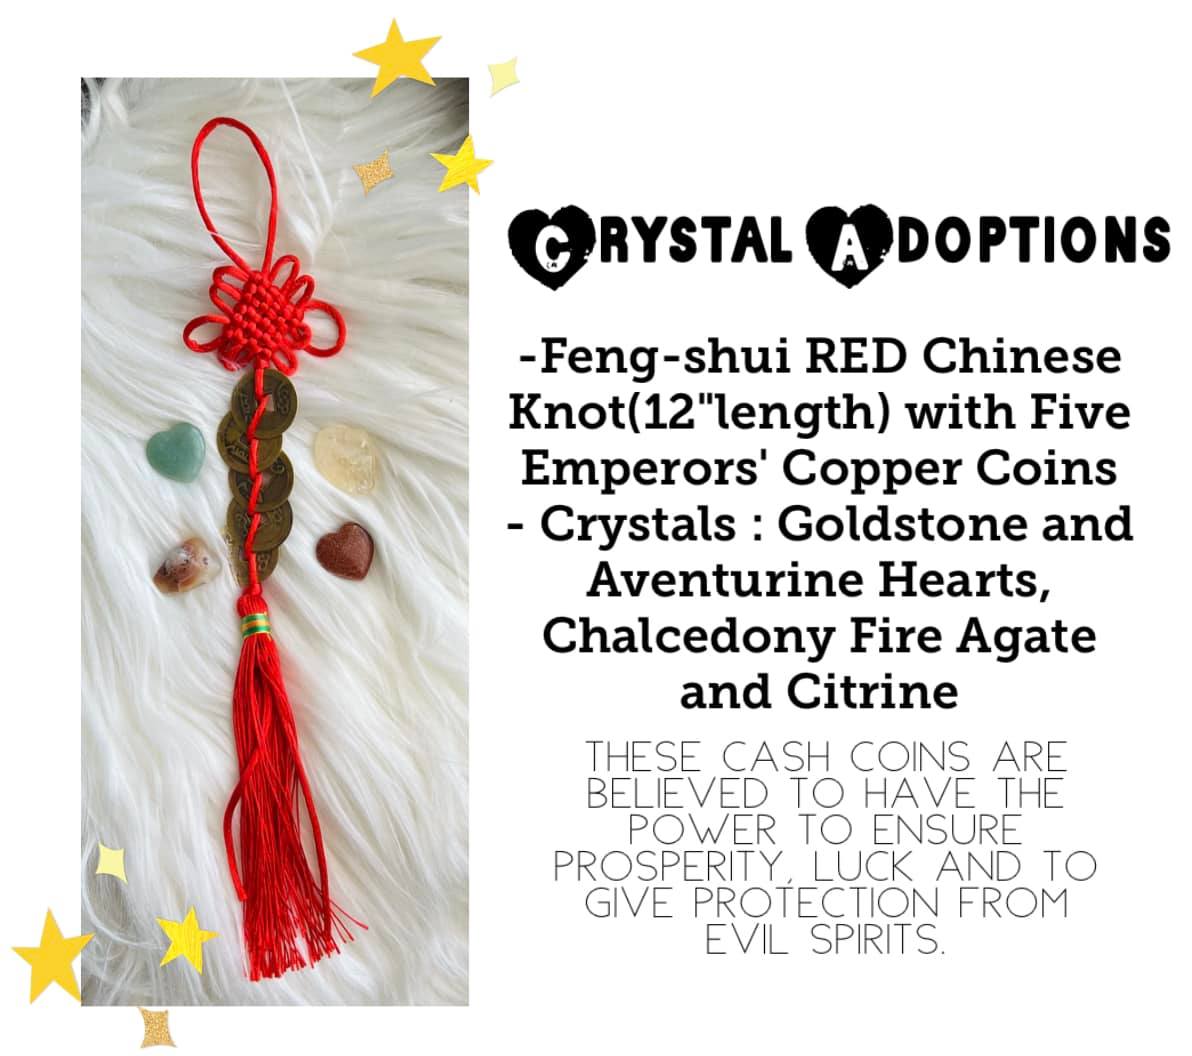 Crystal Adoptions
-Feng-shui RED Chinese
Knot(12"length) with Five
Emperors' Copper Coins
- Crystals : Goldstone and
Aventurine Hearts,
Chalcedony Fire Agate
and Citrine
THESE CASH COINS ARE
BELIEVED TO HAVE THE
POWER TO ENSURE
PROSPERITY, LUCK AND TO
GIVE PROTECTION FROM
EVIL SPIRITS.